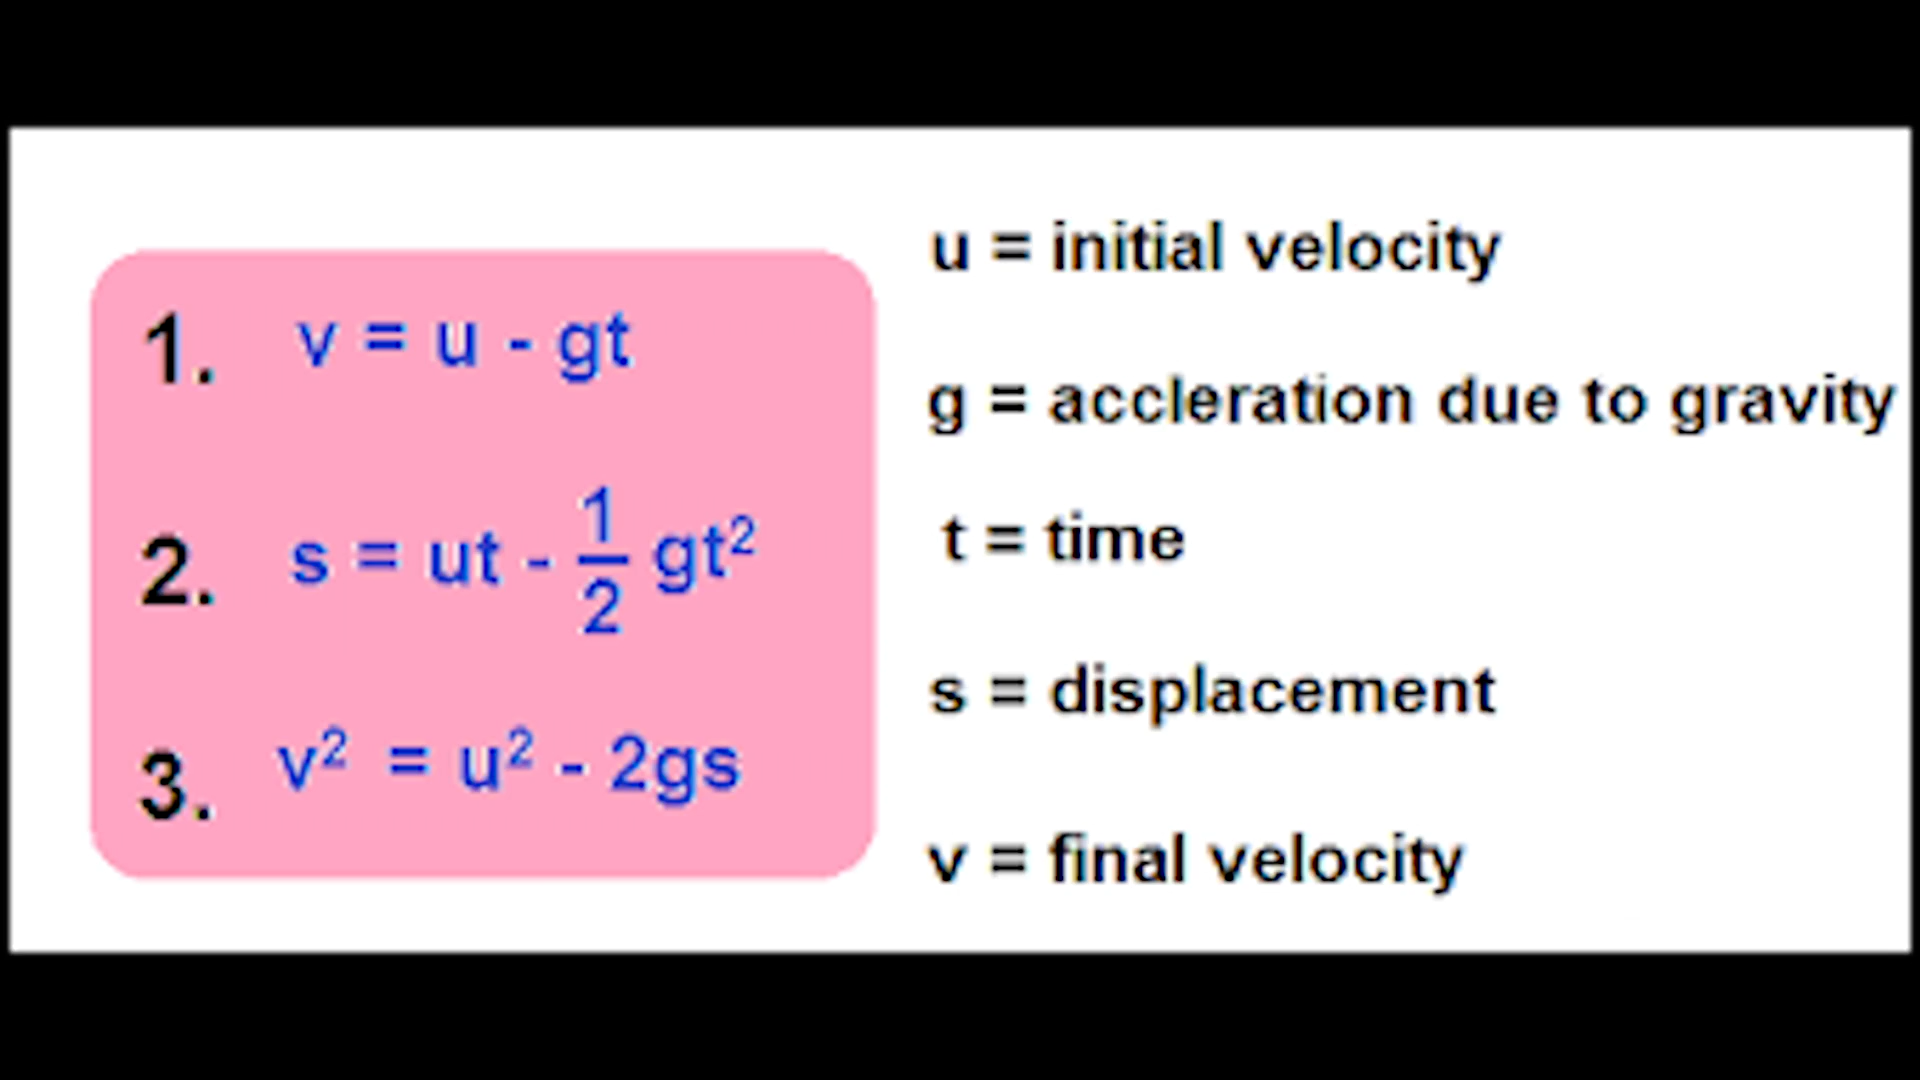 1. v = u - gt
2. s = ut - 1/2 gt²
3. v² = u² - 2gs
u = initial velocity
g = accleration due to gravity
t = time
s = displacement
v = final velocity